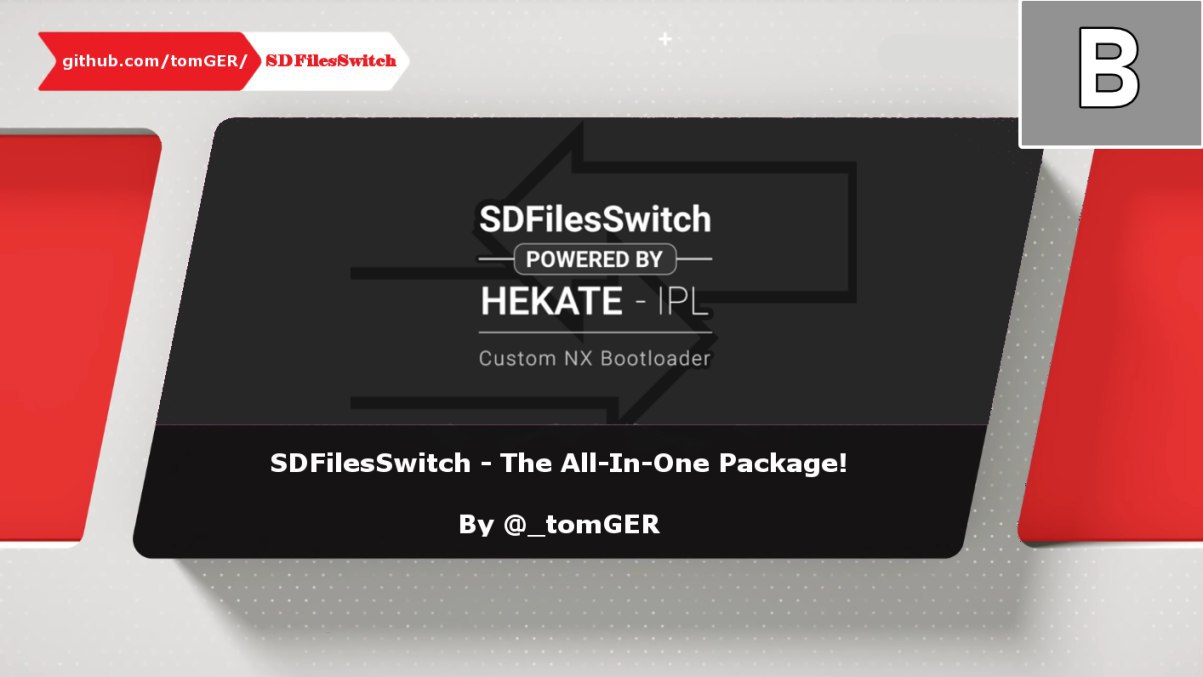 github.com/tomGER/ SDFilesSwitch
B
SDFilesSwitch
POWERED BY
HEKATE - IPL
Custom NX Bootloader
SDFilesSwitch - The All-In-One Package!
By @_tomGER